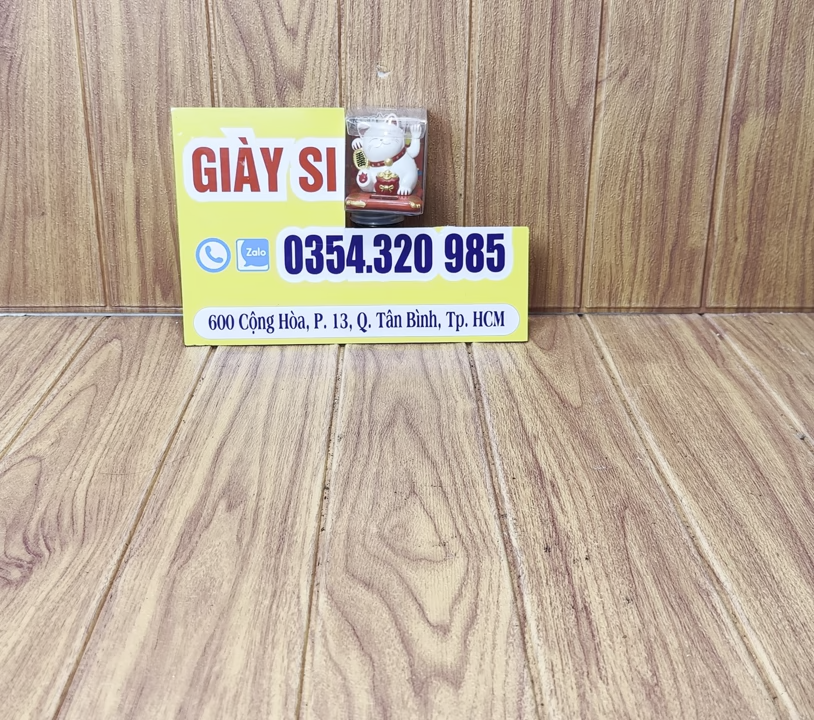 GIÀY SI
Zalo
0354.320 985
600 Cộng Hòa, P. 13, Q. Tân Bình, Tp. HCM